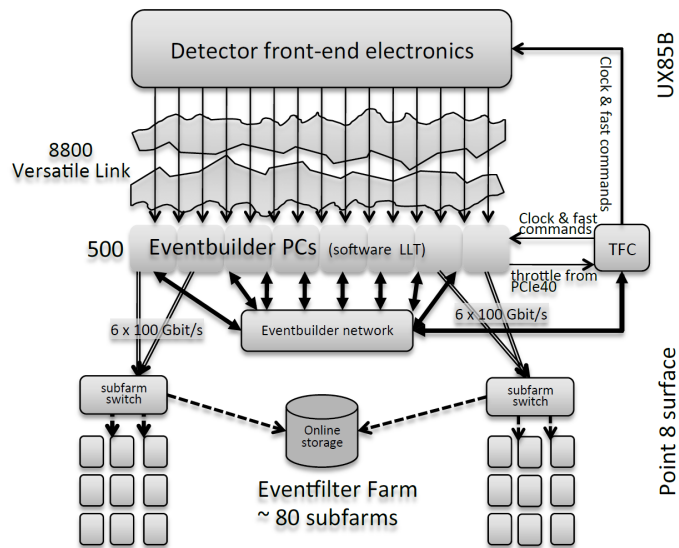 Detector front-end electronics
UX85B
Clock & fast commands
8800
Versatile Link
500
Eventbuilder PCs (software LLT)
Clock & fast
commands
TFC
throttle from
PCIe40
6 x 100 Gbit/s
Eventbuilder network
6 x 100 Gbit/s
subfarm
switch
Online
storage
subfarm
switch
Point 8 surface
Eventfilter Farm
~ 80 subfarms